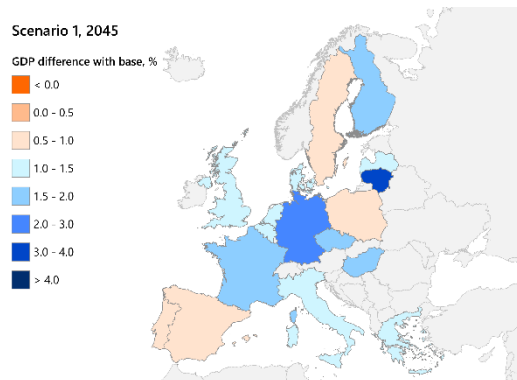 Scenario 1, 2045
GDP difference with base, %
< 0.0
0.0 - 0.5
0.5 - 1.0
1.0 - 1.5
1.5 - 2.0
2.0 - 3.0
3.0 - 4.0
> 4.0